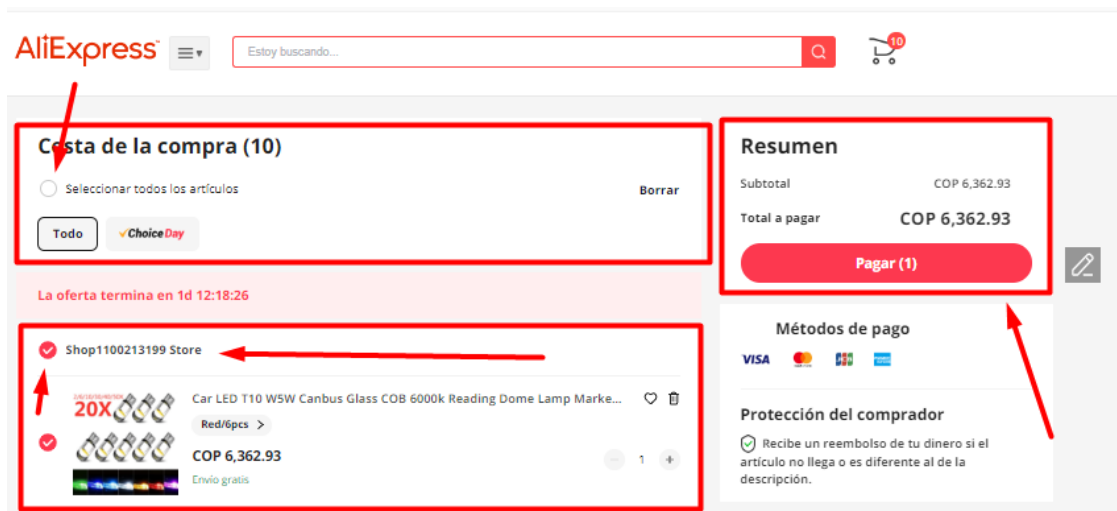 AliExpress
Estoy buscando...
10
Cesta de la compra (10)
Seleccionar todos los artículos
Borrar
Todo
Choice Day
La oferta termina en 1d 12:18:26
Shop1100213199 Store
20X
Car LED T10 W5W Canbus Glass COB 6000k Reading Dome Lamp Marke...
Red/6pcs >
COP 6,362.93
- 1 +
Envío gratis
Resumen
Subtotal COP 6,362.93
Total a pagar COP 6,362.93
Pagar (1)
Métodos de pago
VISA
JCB
Protección del comprador
Recibe un reembolso de tu dinero si el
artículo no llega o es diferente al de la
descripción.